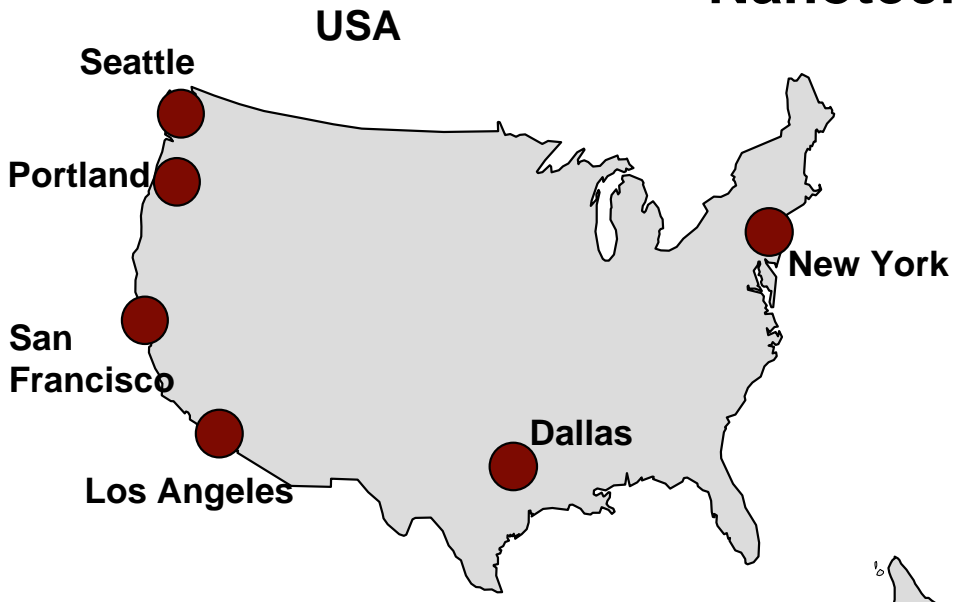 USA
Seattle
Portland
New York
San
Francisco
Dallas
Los Angeles